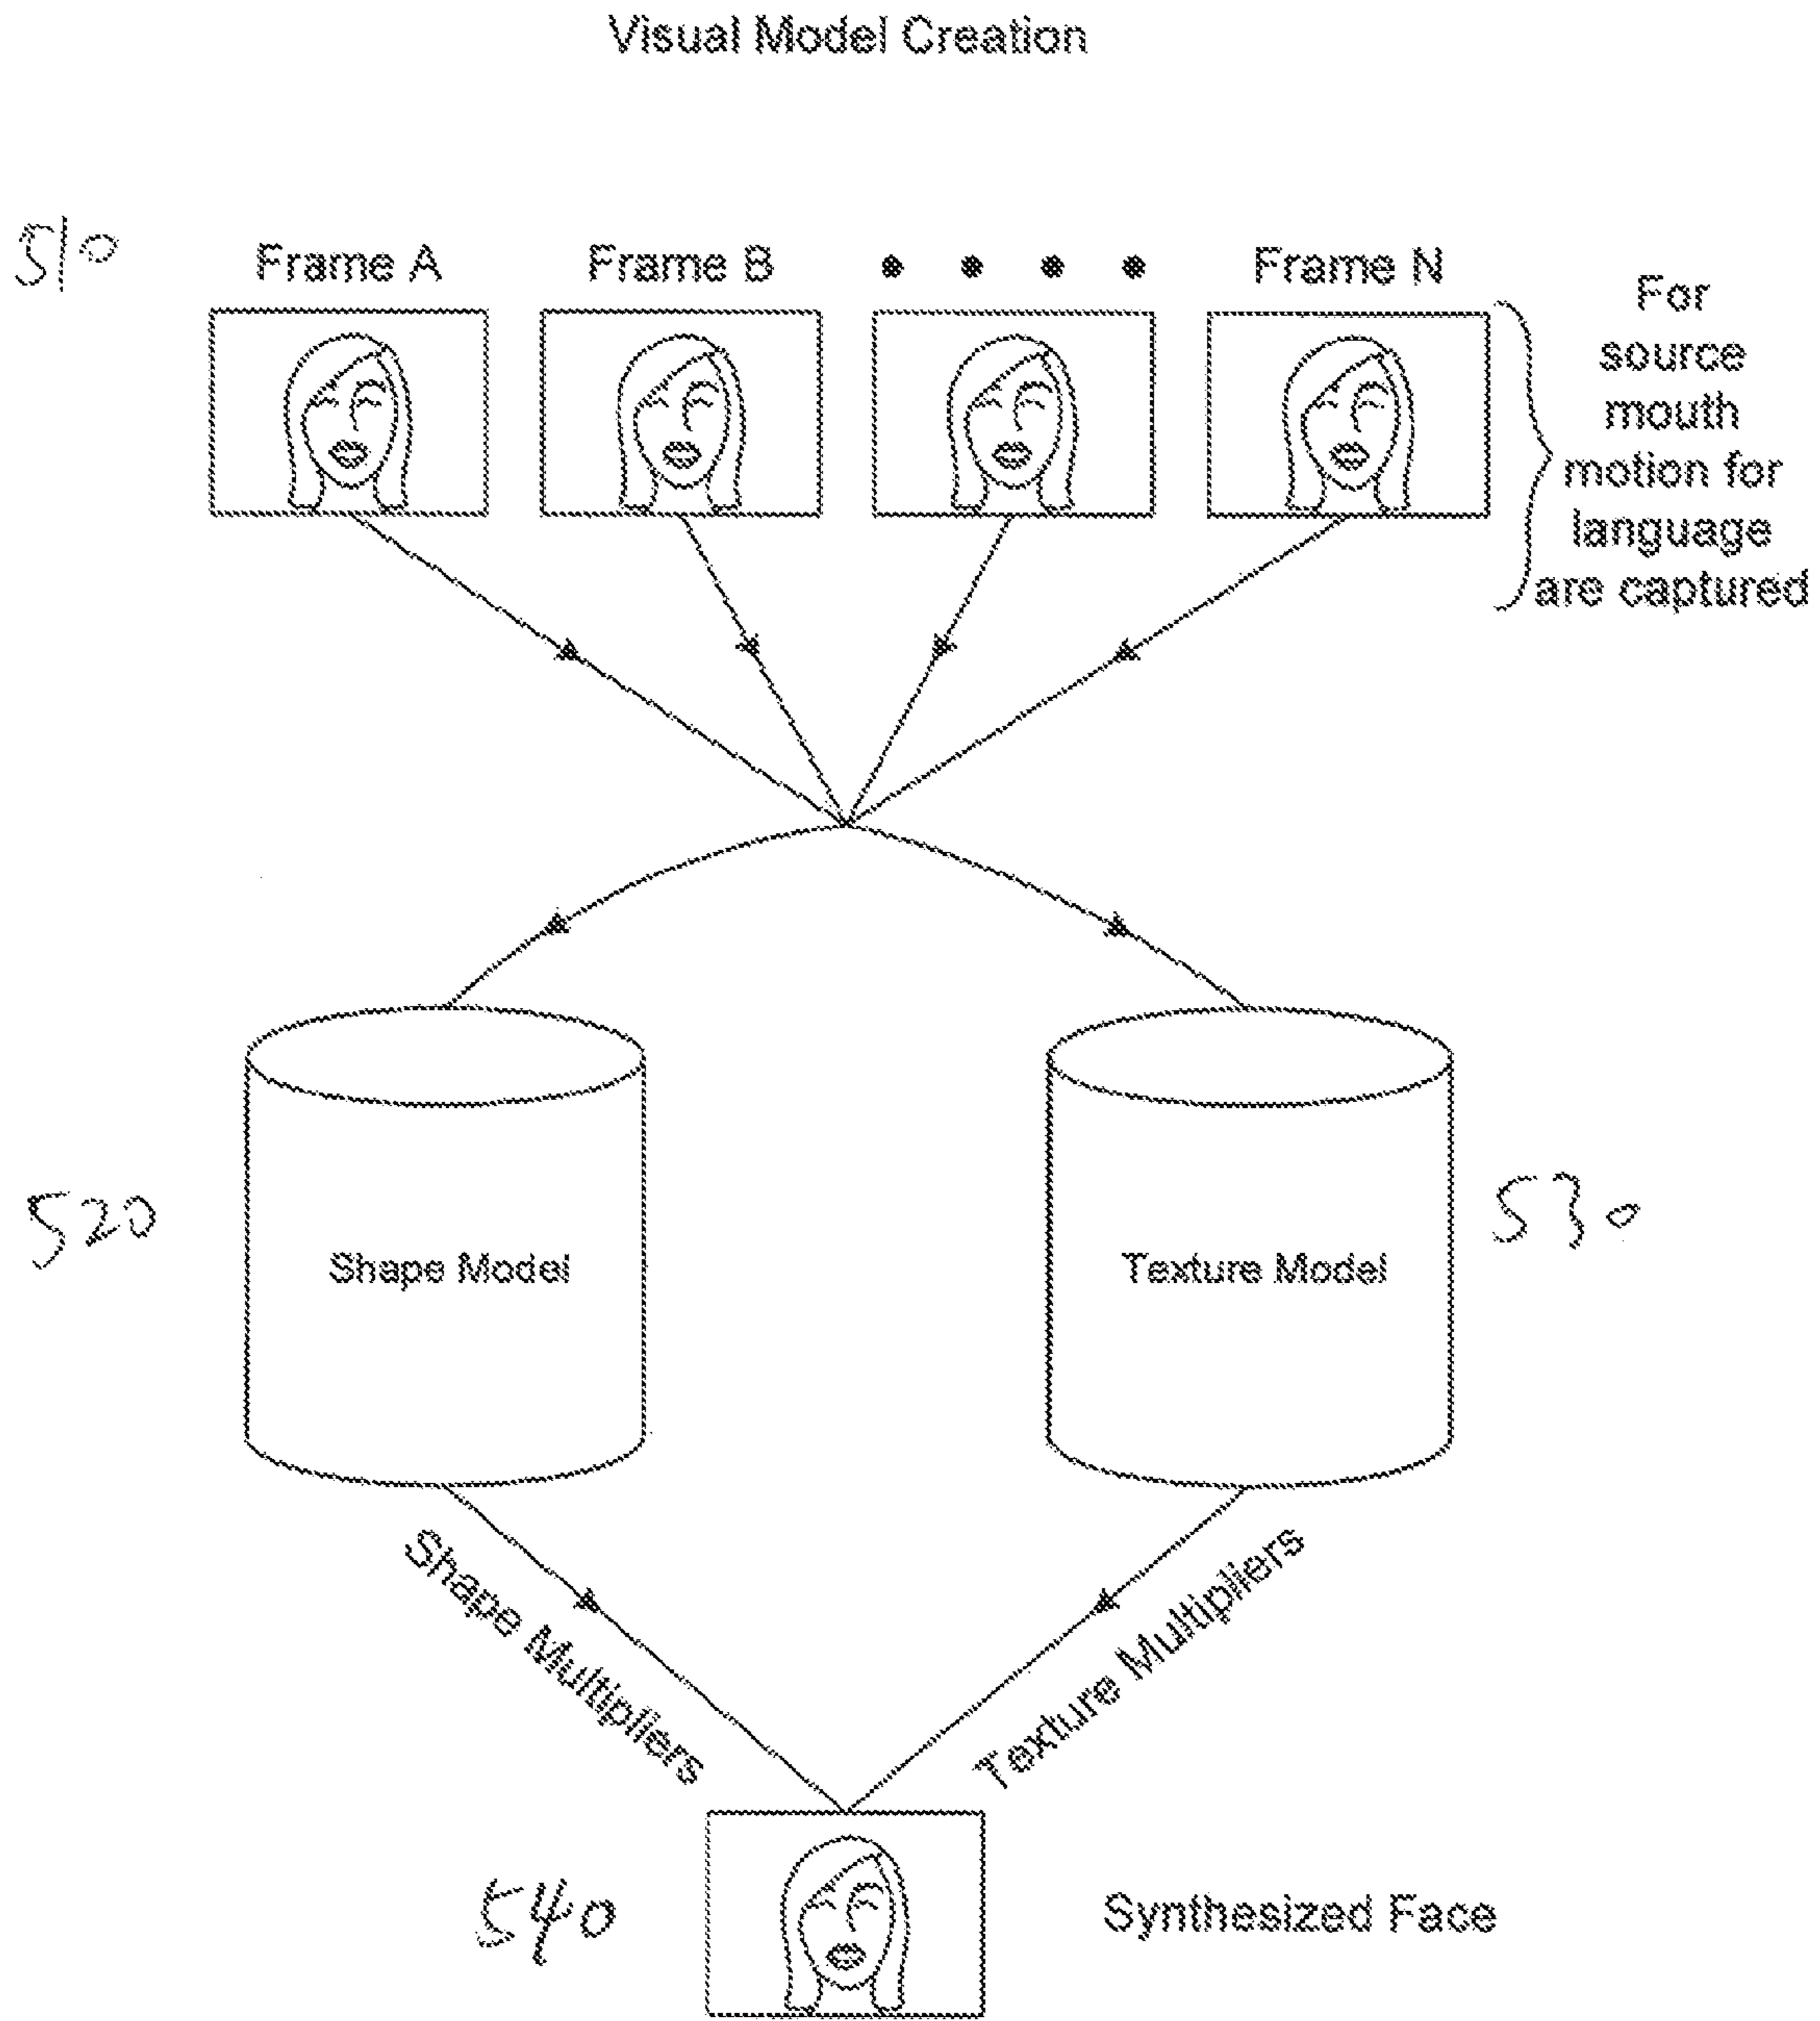 Visual Model Creation
510
Frame A
Frame B
• • • •
Frame N
For
source
mouth
motion for
language
are captured
520
Shape Model
Texture Model
530
Shape Multipliers
Texture Multipliers
540
Synthesized Face